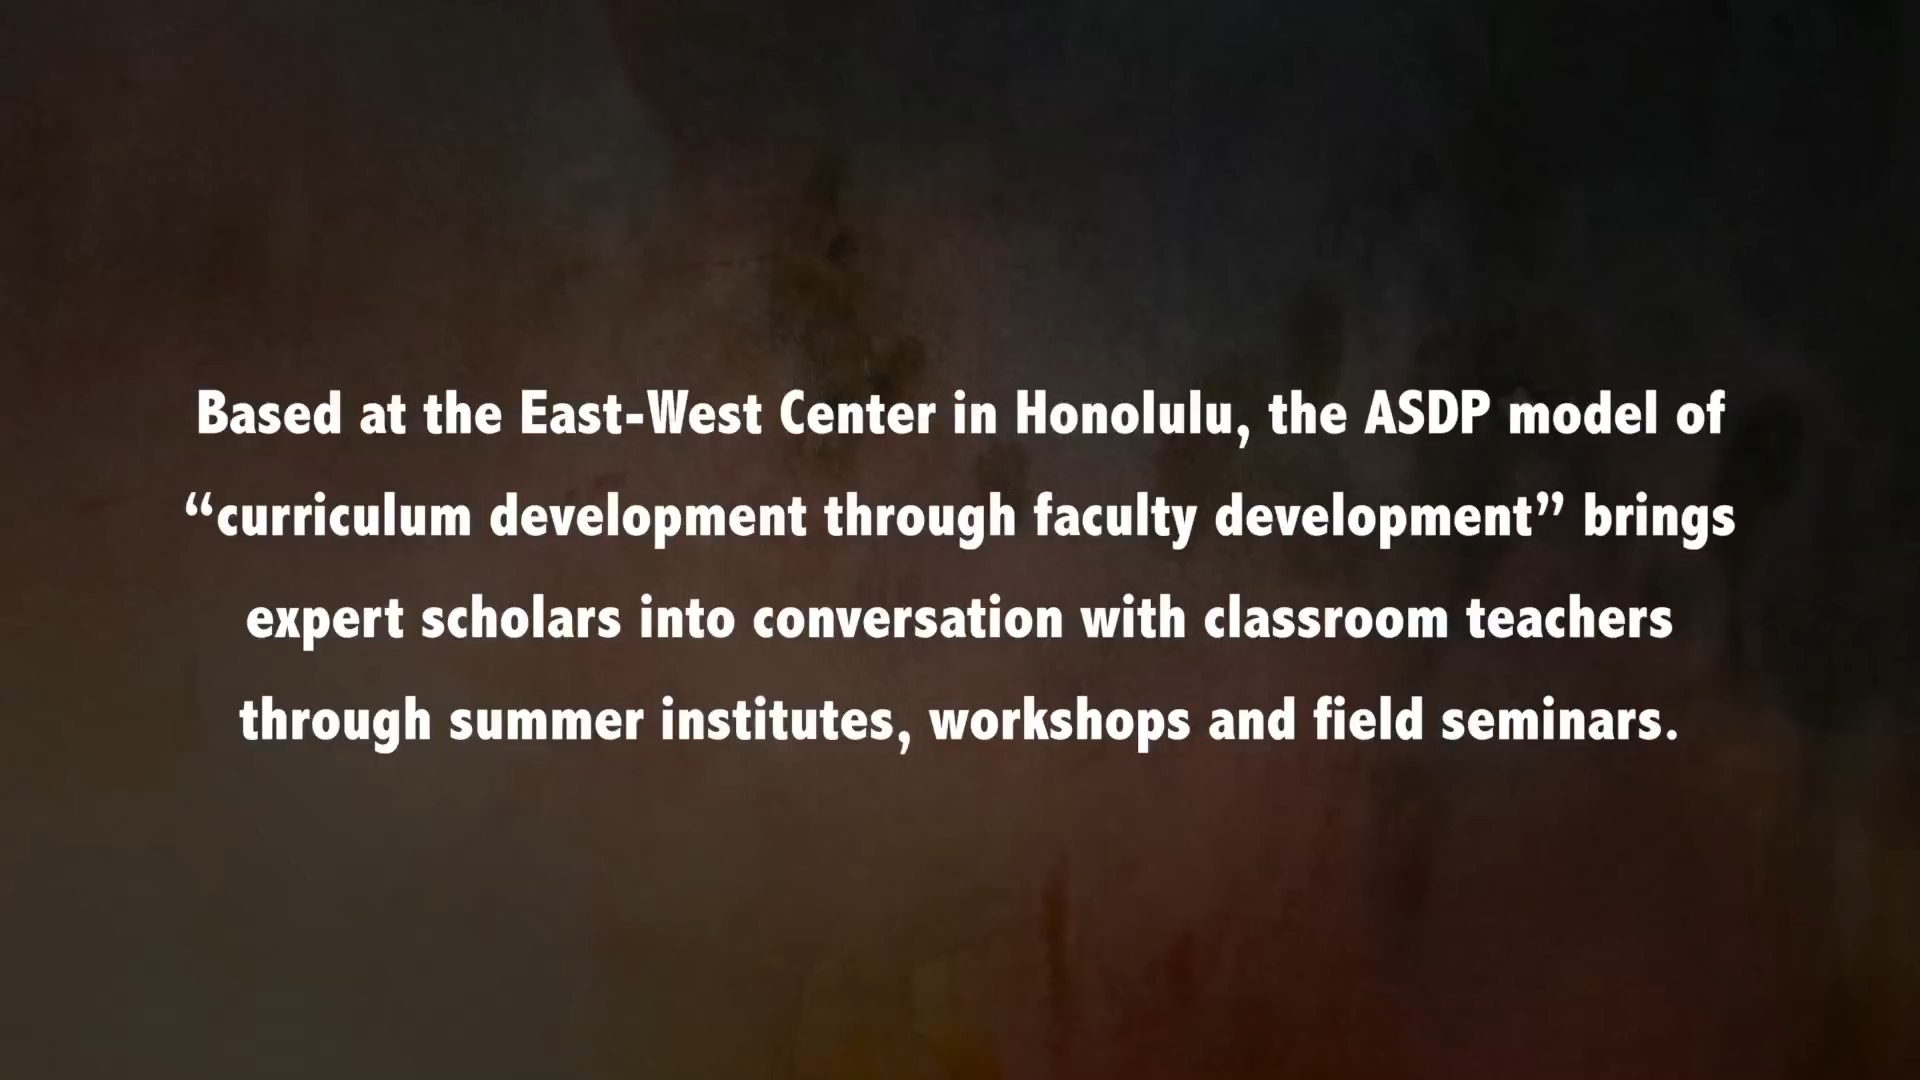 Based at the East-West Center in Honolulu, the ASDP model of
“curriculum development through faculty development” brings
expert scholars into conversation with classroom teachers
through summer institutes, workshops and field seminars.